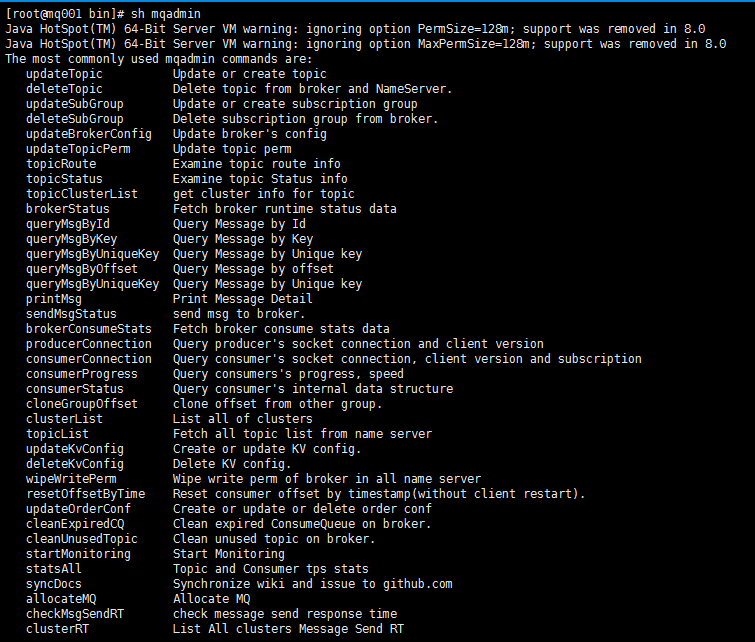 [root@mq001 bin]# sh mqadmin
Java HotSpot(TM) 64-Bit Server VM warning: ignoring option PermSize=128m; support was removed in 8.0
Java HotSpot(TM) 64-Bit Server VM warning: ignoring option MaxPermSize=128m; support was removed in 8.0
The most commonly used mqadmin commands are:
   updateTopic          Update or create topic
   deleteTopic          Delete topic from broker and NameServer.
   updateSubGroup       Update or create subscription group
   deleteSubGroup       Delete subscription group from broker.
   updateBrokerConfig   Update broker's config
   updateTopicPerm      Update topic perm
   topicRoute           Examine topic route info
   topicStatus          Examine topic Status info
   topicClusterList     get cluster info for topic
   brokerStatus         Fetch broker runtime status data
   queryMsgById         Query Message by Id
   queryMsgByKey        Query Message by Key
   queryMsgByUniqueKey  Query Message by Unique key
   queryMsgByOffset     Query Message by offset
   queryMsgByUniqueKey  Query Message by Unique key
   printMsg             Print Message Detail
   sendMsgStatus        send msg to broker.
   brokerConsumeStats   Fetch broker consume stats data
   producerConnection   Query producer's socket connection and client version
   consumerConnection   Query consumer's socket connection, client version and subscription
   consumerProgress     Query consumers's progress, speed
   consumerStatus       Query consumer's internal data structure
   cloneGroupOffset     clone offset from other group.
   clusterList          List all of clusters
   topicList            Fetch all topic list from name server
   updateKvConfig       Create or update KV config.
   deleteKvConfig       Delete KV config.
   wipeWritePerm        Wipe write perm of broker in all name server
   resetOffsetByTime    Reset consumer offset by timestamp(without client restart).
   updateOrderConf      Create or update or delete order conf
   cleanExpiredCQ       Clean expired ConsumeQueue on broker.
   cleanUnusedTopic     Clean unused topic on broker.
   startMonitoring      Start Monitoring
   statsAll             Topic and Consumer tps stats
   syncDocs             Synchronize wiki and issue to github.com
   allocateMQ           Allocate MQ
   checkMsgSendRT       check message send response time
   clusterRT            List All clusters Message Send RT